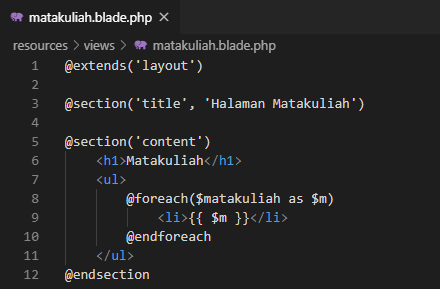 matakuliah.blade.php
resources > views > matakuliah.blade.php
1 @extends('layout')
2
3 @section('title', 'Halaman Matakuliah')
4
5 @section('content')
6     <h1>Matakuliah</h1>
7     <ul>
8         @foreach($matakuliah as $m)
9             <li>{{ $m }}</li>
10         @endforeach
11     </ul>
12 @endsection